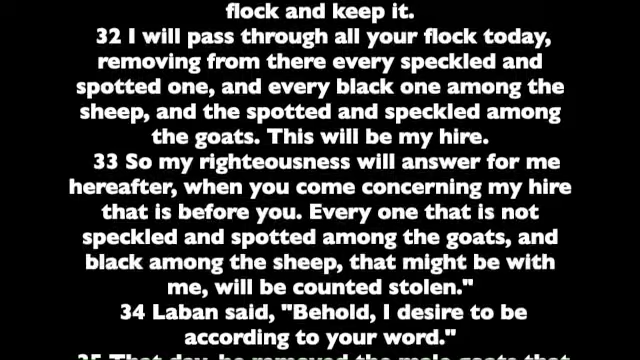 flock and keep it.
32 I will pass through all your flock today,
removing from there every speckled and
spotted one, and every black one among the
sheep, and the spotted and speckled among
the goats. This will be my hire.
33 So my righteousness will answer for me
hereafter, when you come concerning my hire
that is before you. Every one that is not
speckled and spotted among the goats, and
black among the sheep, that might be with
me, will be counted stolen."
34 Laban said, "Behold, I desire to be
according to your word."
35 That day, he removed the male goats that